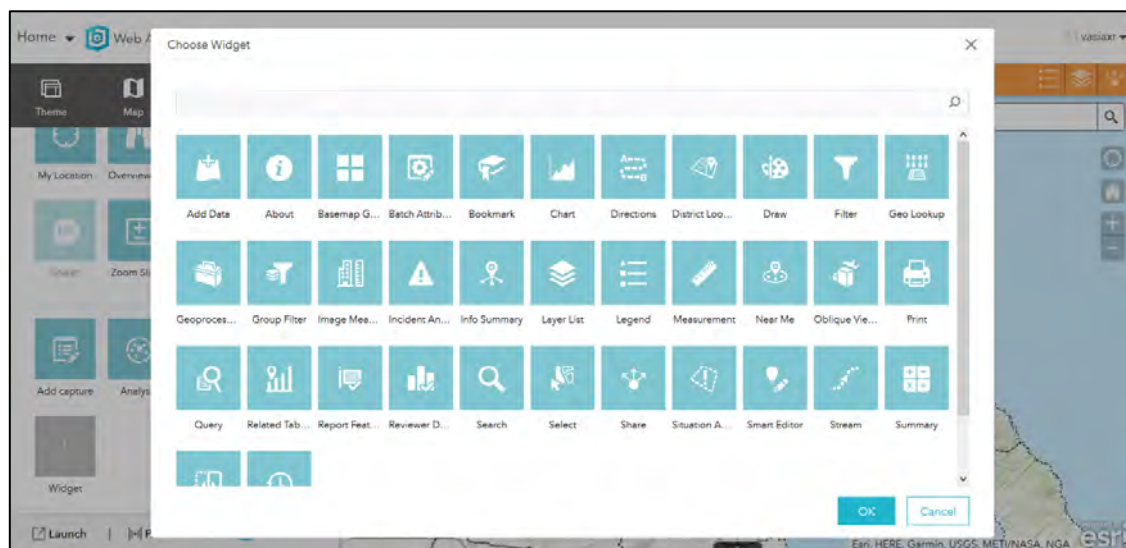 Home Web A
vasiaxr
Choose Widget
Theme Map
My Location Overview
Zoom Sli
Add capture Analys
Widget
Launch | P
Add Data About Basemap G... Batch Attrib... Bookmark Chart Directions District Loo... Draw Filter Geo Lookup
Geoproces... Group Filter Image Mea... Incident An... Info Summary Layer List Legend Measurement Near Me Oblique Vie... Print
Query Related Tab... Report Feat... Reviewer D... Search Select Share Situation A... Smart Editor Stream Summary
OK Cancel
Esri, HERE, Garmin, USGS, METI/NASA, NGA
esri